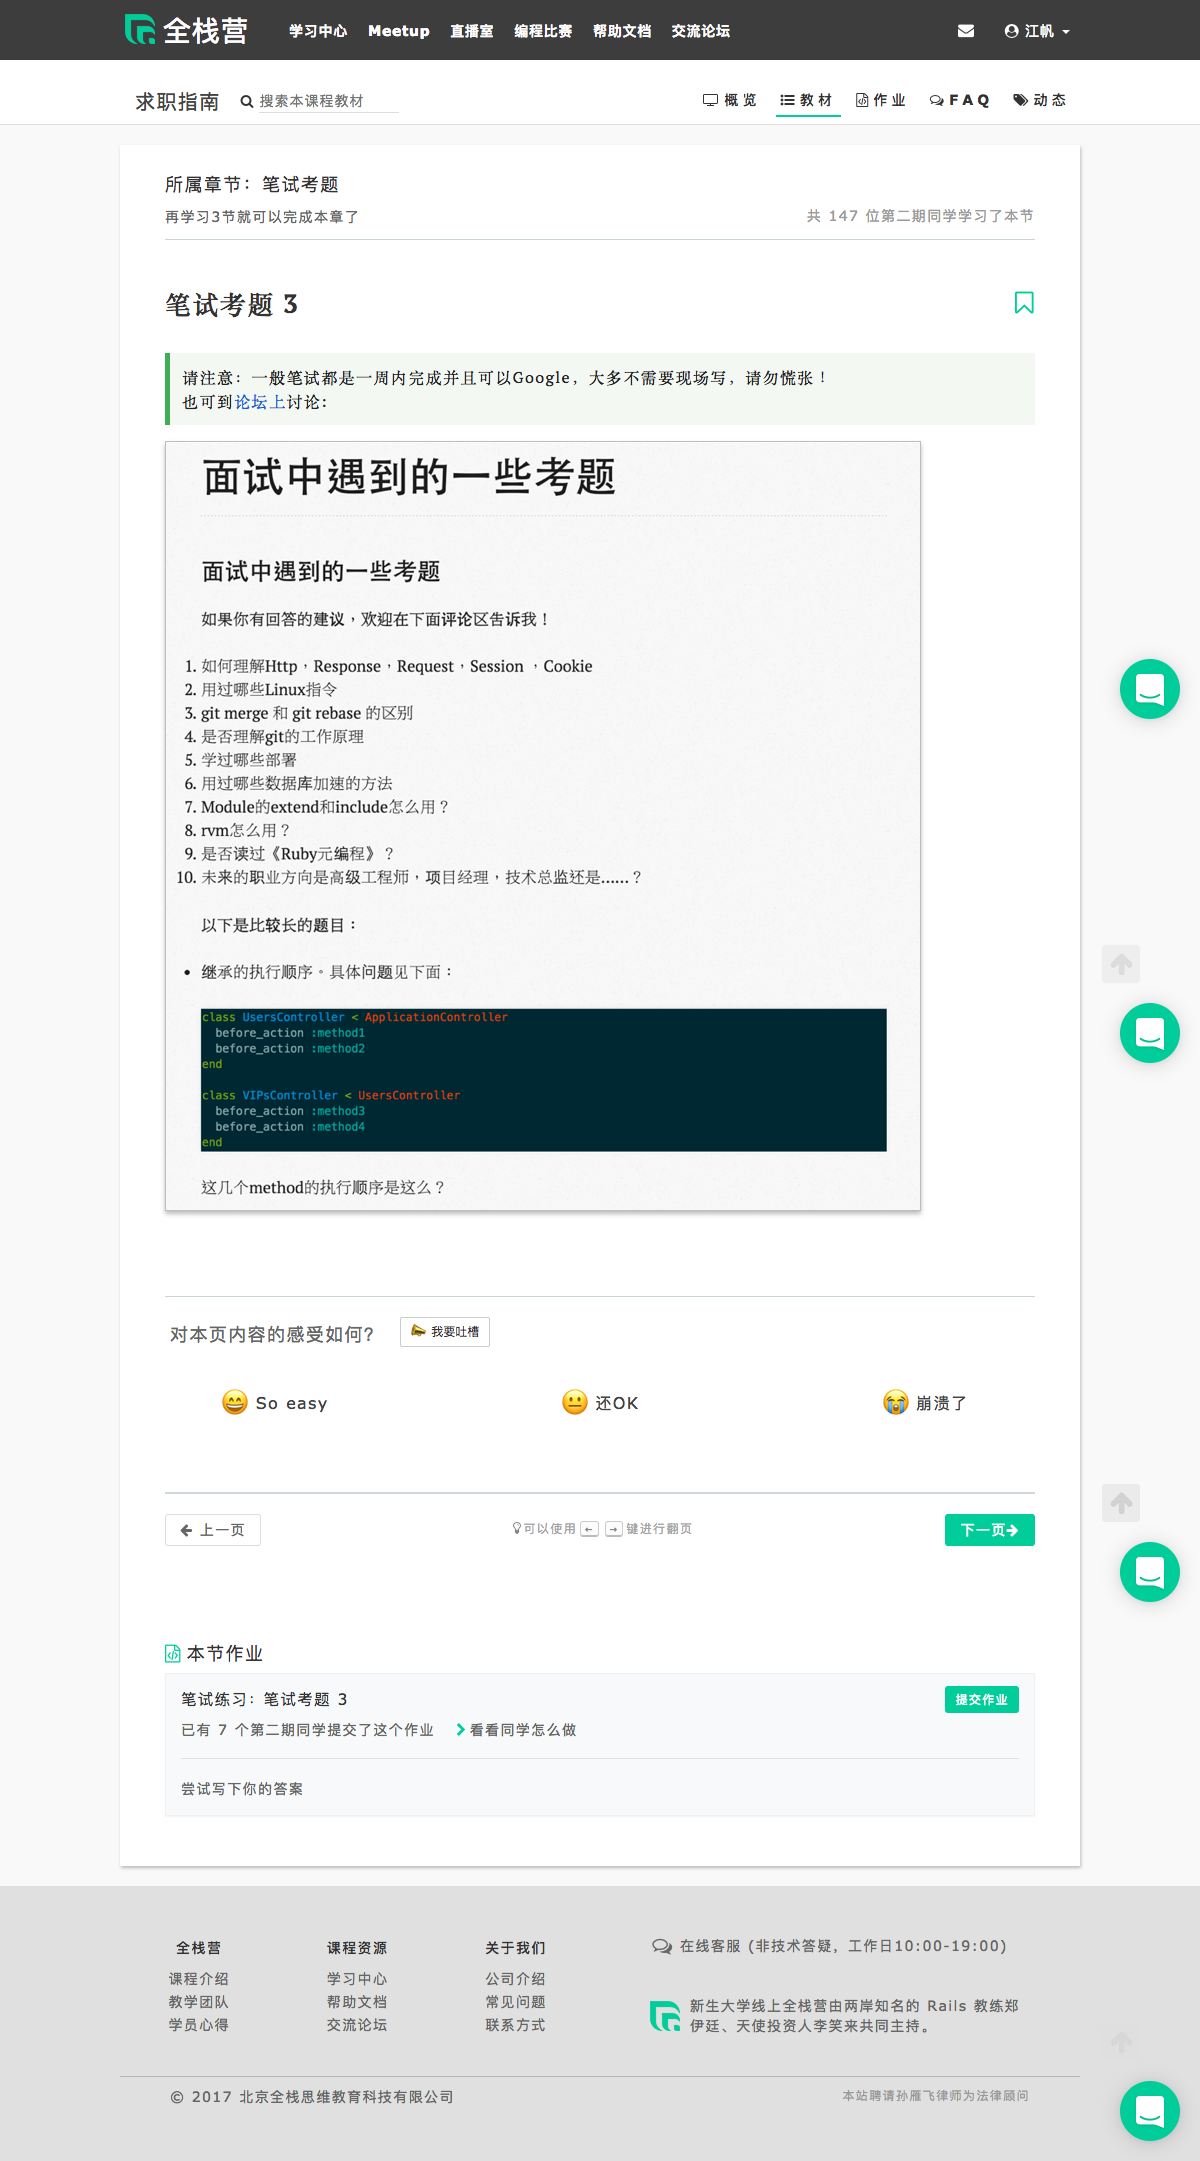 全栈营
学习中心 Meetup 直播室 编程比赛 帮助文档 交流论坛
江帆
求职指南 搜索本课程教材
概览 教材 作业 FAQ 动态
所属章节：笔试考题
再学习3节就可以完成本章了
共 147 位第二期同学学习了本节
笔试考题 3
请注意：一般笔试都是一周内完成并且可以Google，大多不需要现场写，请勿慌张！
也可到论坛上讨论：
面试中遇到的一些考题
面试中遇到的一些考题
如果你有回答的建议，欢迎在下面评论区告诉我！
1. 如何理解Http，Response，Request，Session ，Cookie
2. 用过哪些Linux指令
3. git merge 和 git rebase 的区别
4. 是否理解git的工作原理
5. 学过哪些部署
6. 用过哪些数据库加速的方法
7. Module的extend和include怎么用？
8. rvm怎么用？
9. 是否读过《Ruby元编程》？
10. 未来的职业方向是高级工程师，项目经理，技术总监还是......？
以下是比较长的题目：
• 继承的执行顺序。具体问题见下面：
class UsersController < ApplicationController
before_action :method1
before_action :method2
end
class VIPsController < UsersController
before_action :method3
before_action :method4
end
这几个method的执行顺序是这么？
对本页内容的感受如何? 我要吐槽
So easy
还OK
崩溃了
上一页
可以使用 ← → 键进行翻页
下一页
本节作业
笔试练习：笔试考题 3
提交作业
已有 7 个第二期同学提交了这个作业 看看同学怎么做
尝试写下你的答案
全栈营
课程介绍
教学团队
学员心得
课程资源
学习中心
帮助文档
交流论坛
关于我们
公司介绍
常见问题
联系方式
在线客服 (非技术答疑，工作日10:00-19:00)
新生大学线上全栈营由两岸知名的 Rails 教练郑
伊廷、天使投资人李笑来共同主持。
© 2017 北京全栈思维教育科技有限公司
本站聘请孙雁飞律师为法律顾问